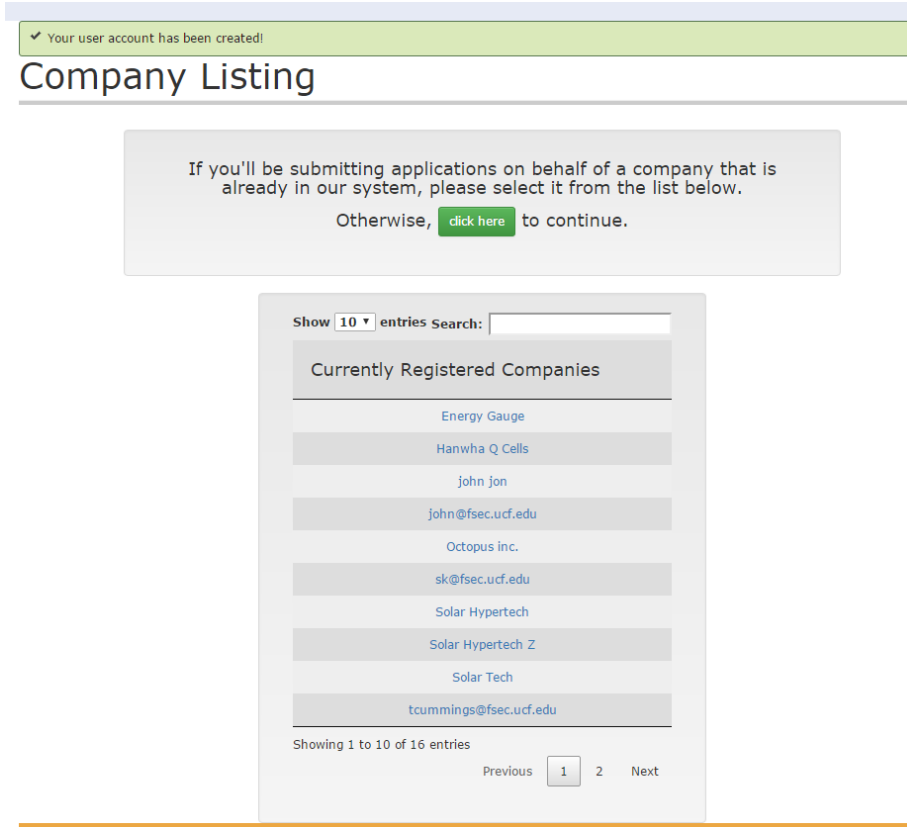 ✔ Your user account has been created!
Company Listing
If you'll be submitting applications on behalf of a company that is
already in our system, please select it from the list below.
Otherwise, click here to continue.
Show 10 ▼ entries Search:
Currently Registered Companies
Energy Gauge
Hanwha Q Cells
john jon
john@fsec.ucf.edu
Octopus inc.
sk@fsec.ucf.edu
Solar Hypertech
Solar Hypertech Z
Solar Tech
tcummings@fsec.ucf.edu
Showing 1 to 10 of 16 entries
Previous 1 2 Next